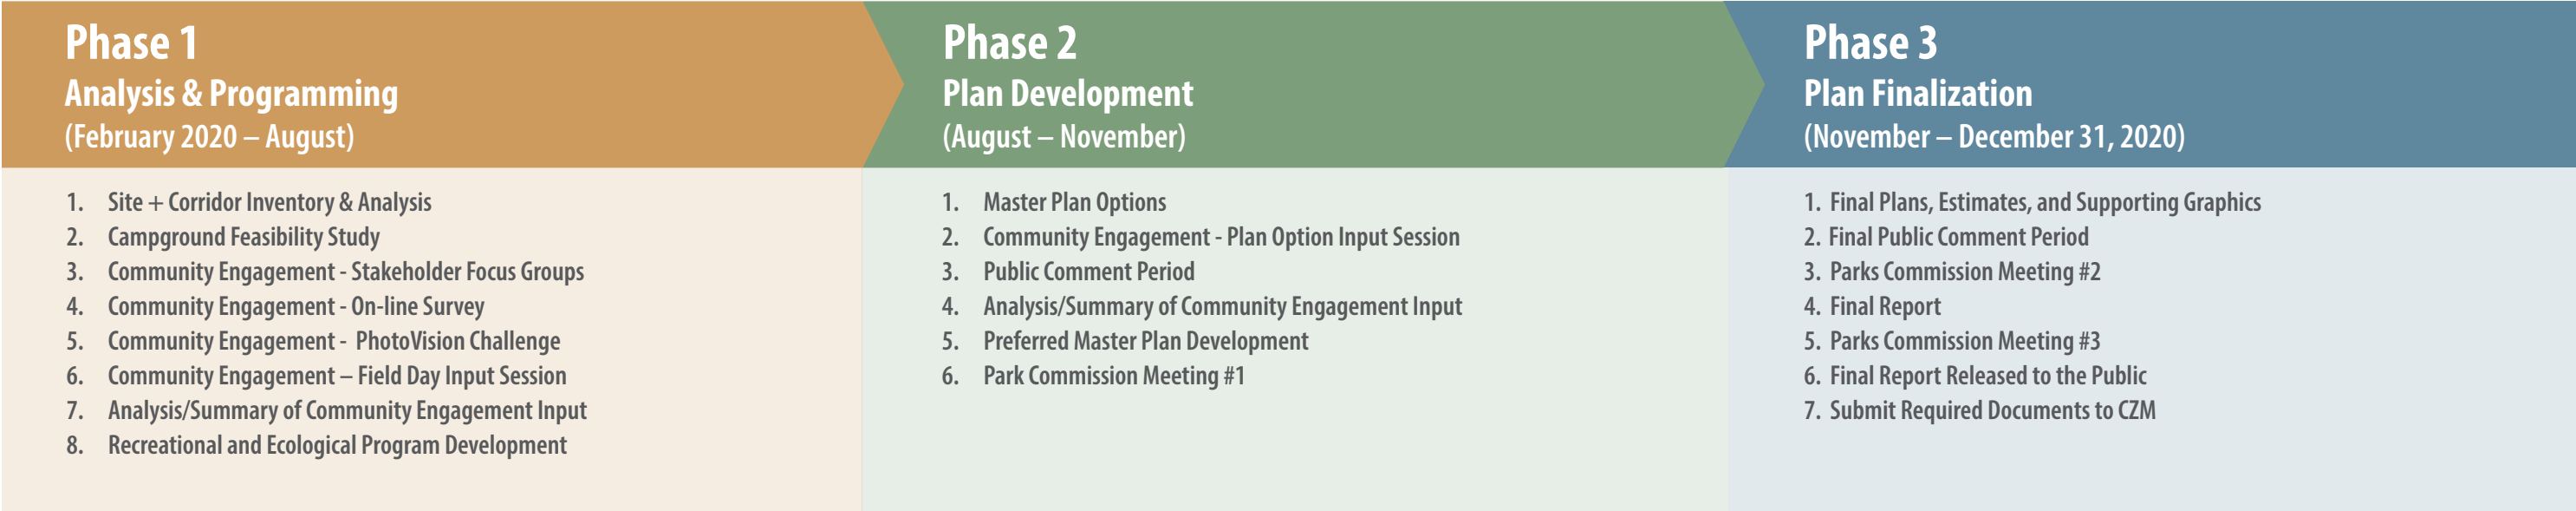 Phase 1
Analysis & Programming
(February 2020 – August)
1. Site + Corridor Inventory & Analysis
2. Campground Feasibility Study
3. Community Engagement - Stakeholder Focus Groups
4. Community Engagement - On-line Survey
5. Community Engagement - PhotoVision Challenge
6. Community Engagement – Field Day Input Session
7. Analysis/Summary of Community Engagement Input
8. Recreational and Ecological Program Development
Phase 2
Plan Development
(August – November)
1. Master Plan Options
2. Community Engagement - Plan Option Input Session
3. Public Comment Period
4. Analysis/Summary of Community Engagement Input
5. Preferred Master Plan Development
6. Park Commission Meeting #1
Phase 3
Plan Finalization
(November – December 31, 2020)
1. Final Plans, Estimates, and Supporting Graphics
2. Final Public Comment Period
3. Parks Commission Meeting #2
4. Final Report
5. Parks Commission Meeting #3
6. Final Report Released to the Public
7. Submit Required Documents to CZM